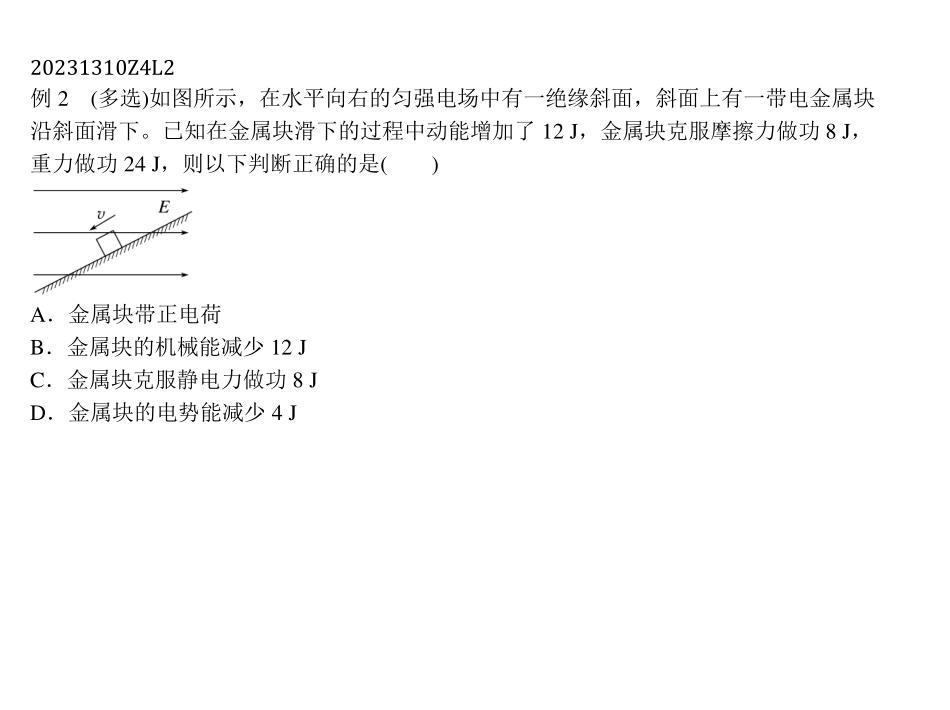 20231310Z4L2
例 2　(多选)如图所示，在水平向右的匀强电场中有一绝缘斜面，斜面上有一带电金属块
沿斜面滑下。已知在金属块滑下的过程中动能增加了 12 J，金属块克服摩擦力做功 8 J，
重力做功 24 J，则以下判断正确的是(　　)
v
E
A．金属块带正电荷
B．金属块的机械能减少 12 J
C．金属块克服静电力做功 8 J
D．金属块的电势能减少 4 J